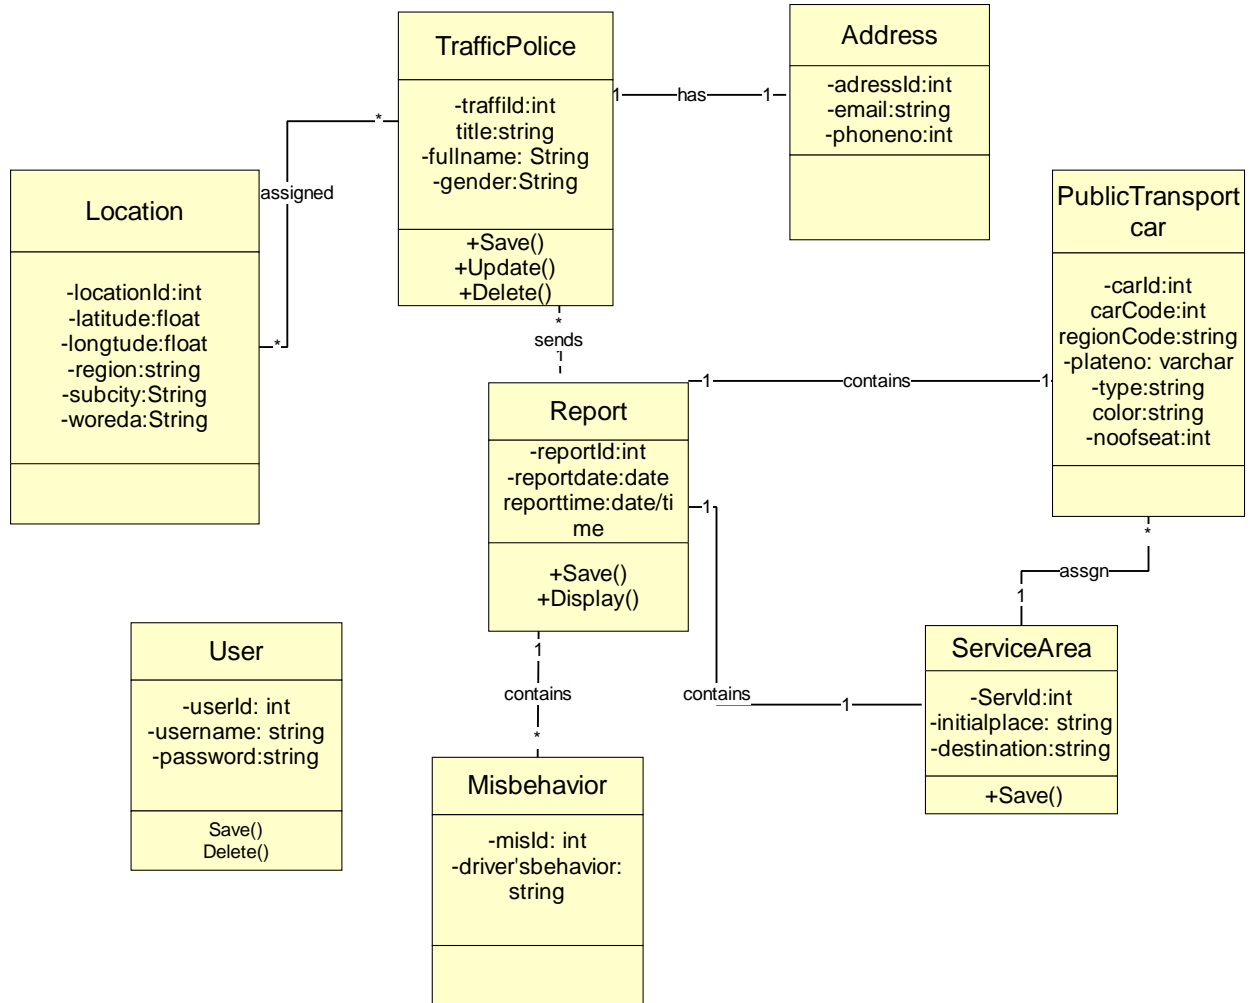 TrafficPolice
-traffiId:int
title:string
-fullname: String
-gender:String
+Save()
+Update()
+Delete()
1
has
1
Address
-adressId:int
-email:string
-phoneno:int
*
assigned
*
Location
-locationId:int
-latitude:float
-longtude:float
-region:string
-subcity:String
-woreda:String
PublicTransport
car
-carId:int
carCode:int
regionCode:string
-plateno: varchar
-type:string
color:string
-noofseat:int
*
sends
1
Report
-reportId:int
-reportdate:date
reporttime:date/ti
me
+Save()
+Display()
1
contains
1
1
contains
1
*
assgn
1
ServiceArea
-ServId:int
-initialplace: string
-destination:string
+Save()
User
-userId: int
-username: string
-password:string
Save()
Delete()
1
contains
*
Misbehavior
-misId: int
-driver'sbehavior:
string